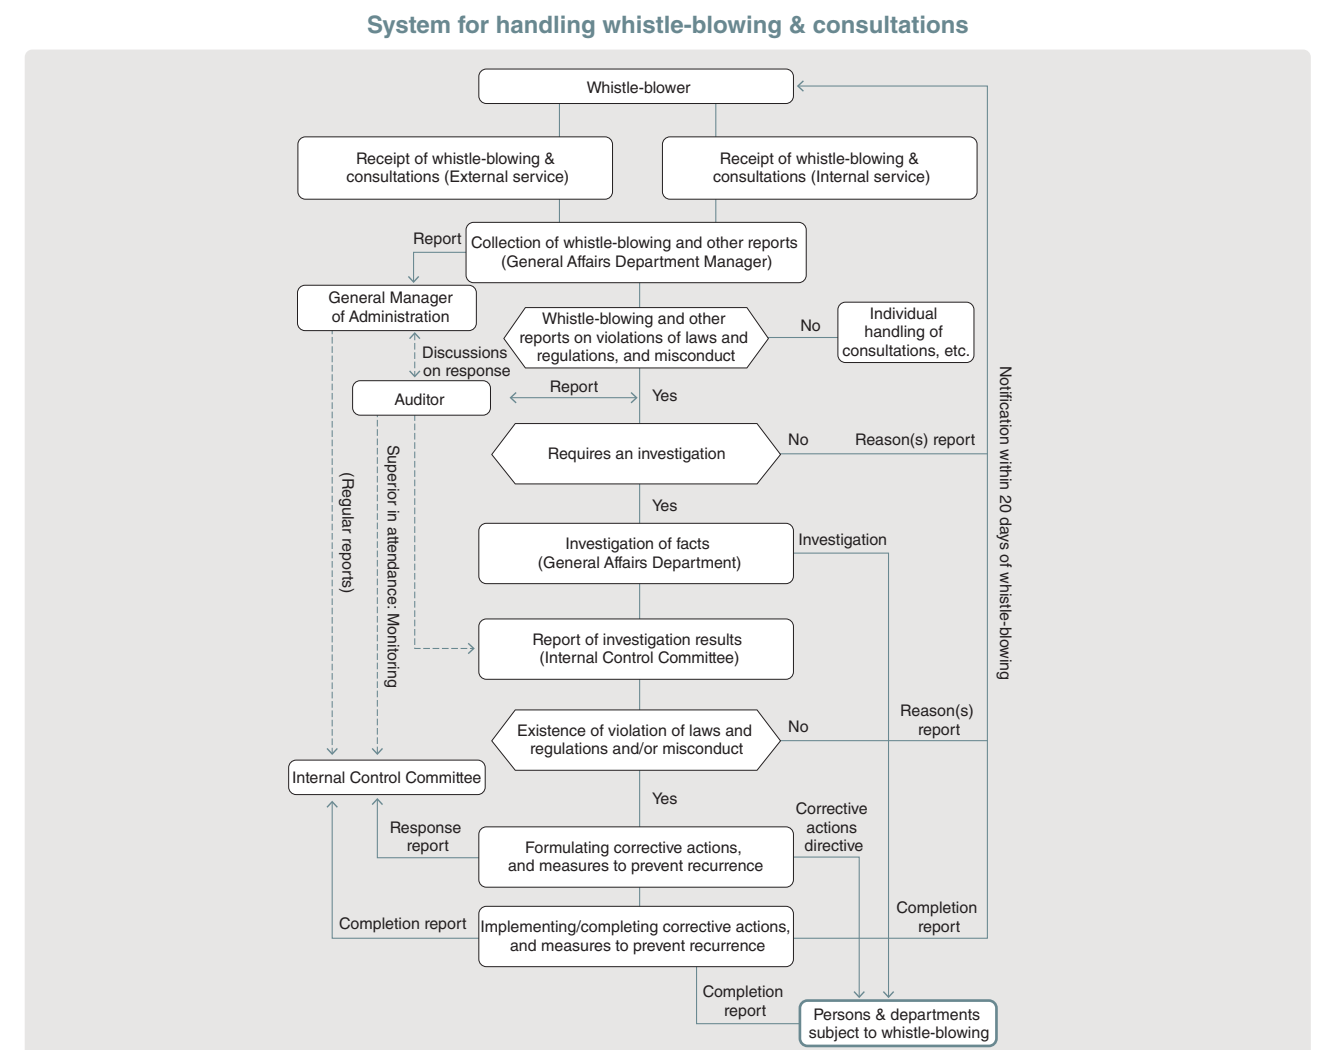 System for handling whistle-blowing & consultations
Whistle-blower
Receipt of whistle-blowing &
consultations (External service)
Receipt of whistle-blowing &
consultations (Internal service)
Report
Collection of whistle-blowing and other reports
(General Affairs Department Manager)
General Manager
of Administration
Whistle-blowing and other
reports on violations of laws and
regulations, and misconduct
No
Individual
handling of
consultations, etc.
Discussions
on response
Auditor
Report
Yes
Requires an investigation
No
Reason(s) report
Notification within 20 days of whistle-blowing
(Regular reports)
Superior in attendance: Monitoring
Yes
Investigation of facts
(General Affairs Department)
Investigation
Report of investigation results
(Internal Control Committee)
Existence of violation of laws and
regulations and/or misconduct
No
Reason(s)
report
Internal Control Committee
Yes
Response
report
Formulating corrective actions,
and measures to prevent recurrence
Corrective
actions
directive
Completion report
Implementing/completing corrective actions,
and measures to prevent recurrence
Completion
report
Completion
report
Persons & departments
subject to whistle-blowing